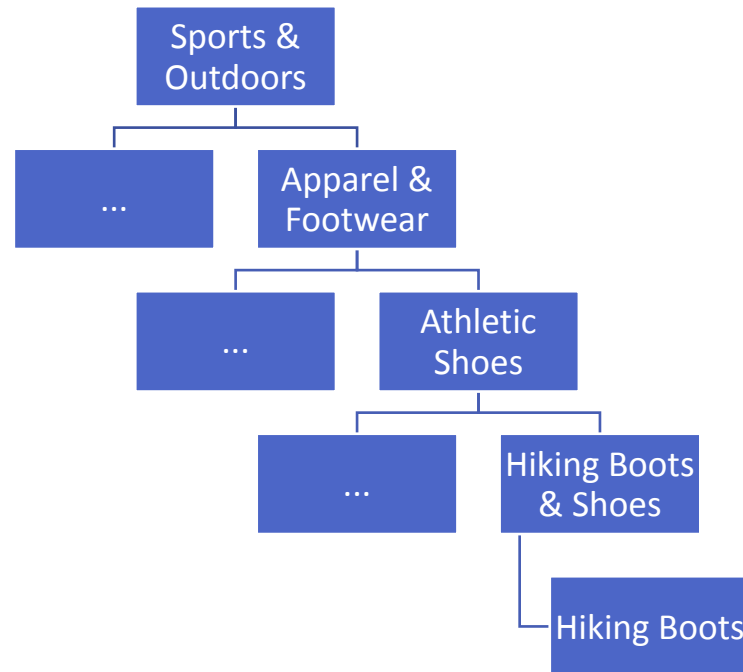 Sports &
Outdoors
...
Apparel &
Footwear
...
Athletic
Shoes
...
Hiking Boots
& Shoes
Hiking Boots